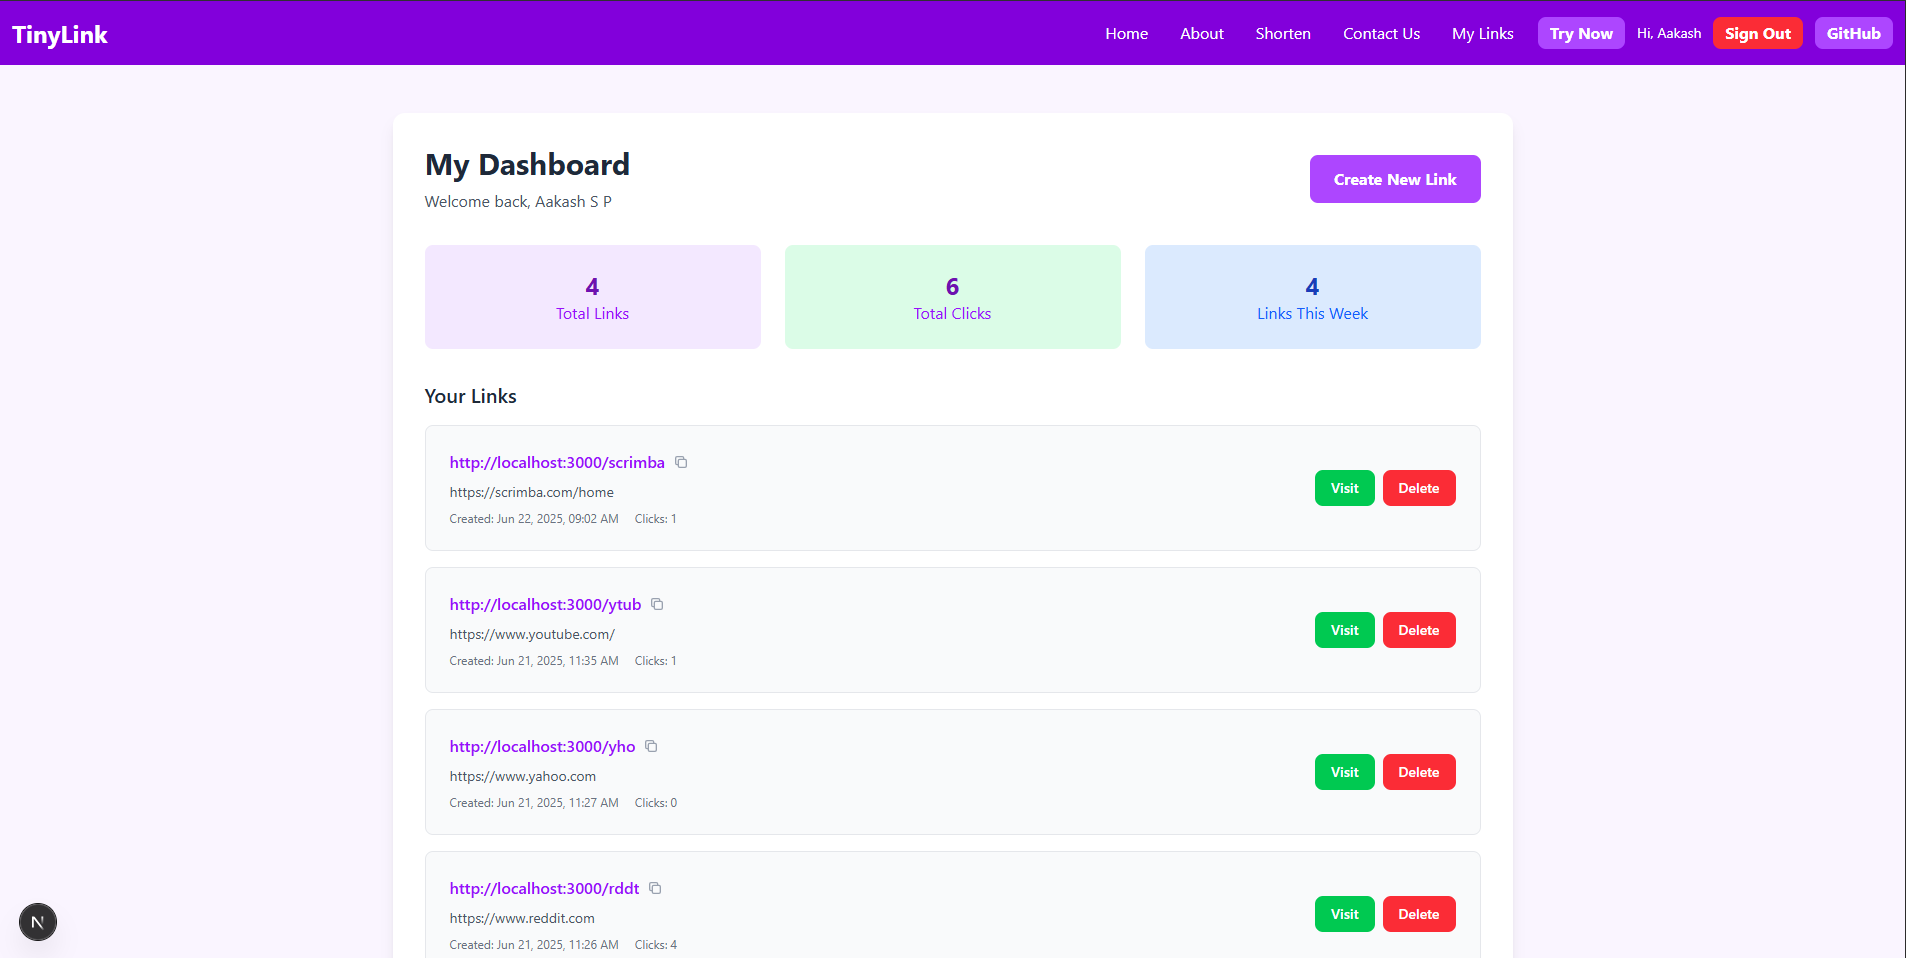 TinyLink
Home About Shorten Contact Us My Links Try Now Hi, Aakash Sign Out GitHub
My Dashboard
Welcome back, Aakash S P
Create New Link
4
Total Links
6
Total Clicks
4
Links This Week
Your Links
http://localhost:3000/scrimba
https://scrimba.com/home
Created: Jun 22, 2025, 09:02 AM Clicks: 1
Visit Delete
http://localhost:3000/ytub
https://www.youtube.com/
Created: Jun 21, 2025, 11:35 AM Clicks: 1
Visit Delete
http://localhost:3000/yho
https://www.yahoo.com
Created: Jun 21, 2025, 11:27 AM Clicks: 0
Visit Delete
http://localhost:3000/rddt
https://www.reddit.com
Created: Jun 21, 2025, 11:26 AM Clicks: 4
Visit Delete
N